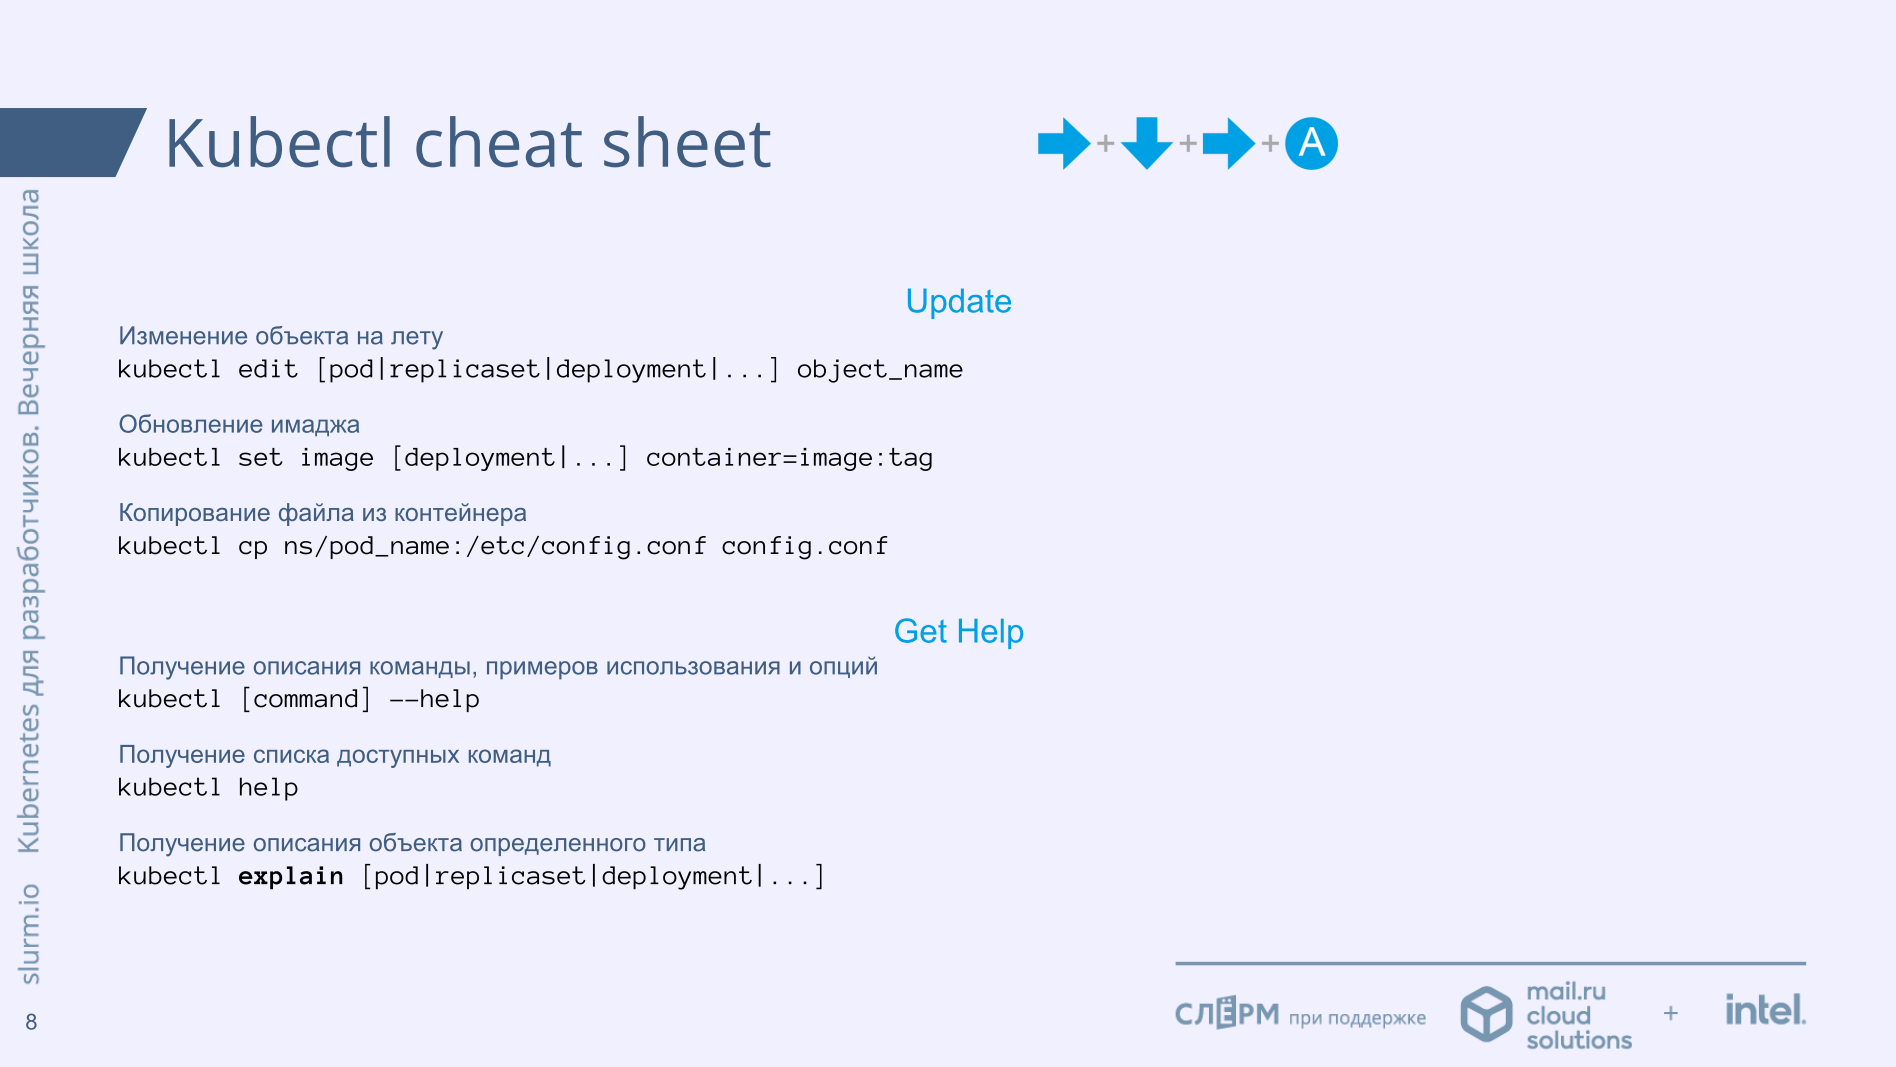 Kubectl cheat sheet
+ + + A
Update
Изменение объекта на лету
kubectl edit [pod|replicaset|deployment|...] object_name
Обновление имаджа
kubectl set image [deployment|...] container=image:tag
Копирование файла из контейнера
kubectl cp ns/pod_name:/etc/config.conf config.conf
Get Help
Получение описания команды, примеров использования и опций
kubectl [command] --help
Получение списка доступных команд
kubectl help
Получение описания объекта определенного типа
kubectl explain [pod|replicaset|deployment|...]
slurm.io Kubernetes для разработчиков. Вечерняя школа
8
СЛЁРМ при поддержке
mail.ru
cloud
solutions
+
intel.